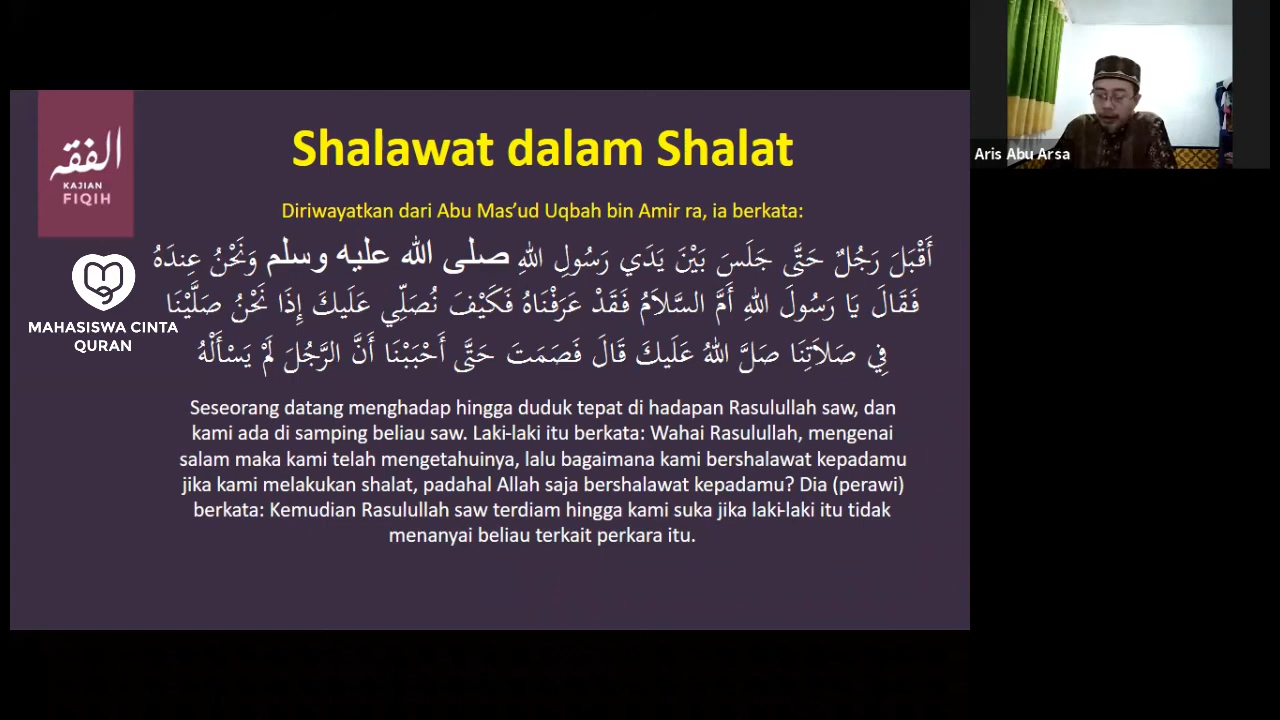 الفقه
KAJIAN
FIQIH
MAHASISWA CINTA
QURAN
Shalawat dalam Shalat
Diriwayatkan dari Abu Mas’ud Uqbah bin Amir ra, ia berkata:
أَقْبَلَ رَجُلٌ حَتَّى جَلَسَ بَيْنَ يَدَي رَسُولِ اللهِ صلى الله عليه وسلم وَنَحْنُ عِندَهُ
فَقَالَ يَا رَسُولَ اللهِ أَمَّ السَّلاَمُ فَقَدْ عَرَفْنَاهُ فَكَيْفَ نُصَلِّي عَلَيكَ إِذَا نَحْنُ صَلَّيْنَا
فِي صَلاَتِنَا صَلَّ اللهُ عَلَيكَ قَالَ فَصَمَتَ حَتَّى أَحْبَبْنَا أَنَّ الرَّجُلَ لَمْ يَسْأَلْهُ
Seseorang datang menghadap hingga duduk tepat di hadapan Rasulullah saw, dan
kami ada di samping beliau saw. Laki-laki itu berkata: Wahai Rasulullah, mengenai
salam maka kami telah mengetahuinya, lalu bagaimana kami bershalawat kepadamu
jika kami melakukan shalat, padahal Allah saja bershalawat kepadamu? Dia (perawi)
berkata: Kemudian Rasulullah saw terdiam hingga kami suka jika laki-laki itu tidak
menanyai beliau terkait perkara itu.
Aris Abu Arsa